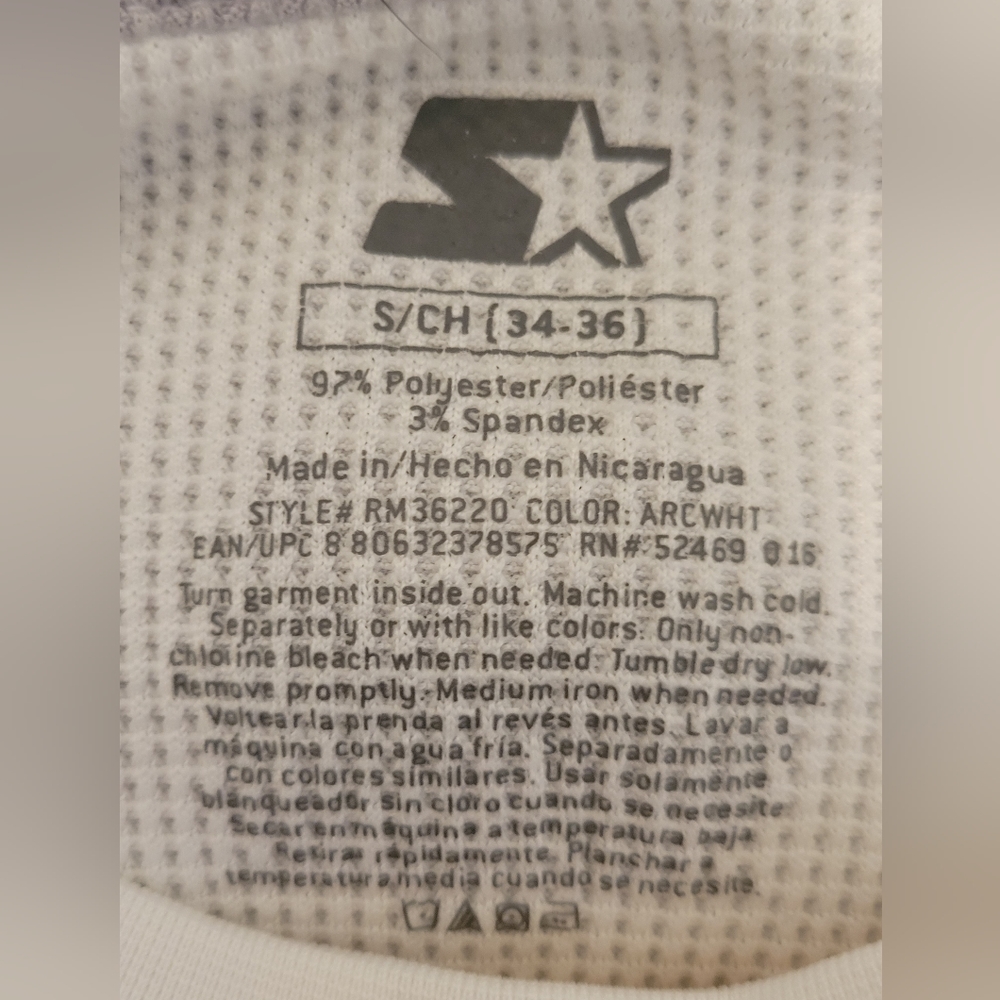 S/CH (34-36)
97% Polyester/Poliéster
3% Spandex
Made in/Hecho en Nicaragua
STYLE# RM36220 COLOR: ARCWHT
EAN/UPC 8 80632378575 RN#:52469 016
Turn garment inside out. Machine wash cold.
Separately or with like colors. Only non-
chlorine bleach when needed. Tumble dry low.
Remove promptly. Medium iron when needed.
Voltear la prenda al revés antes. Lavar a
máquina con agua fría. Separadamente o
con colores similares. Usar solamente
blanqueador sin cloro cuando se necesite
Secar en máquina a temperatura baja
Retirar rápidamente. Planchar a
temperatura media cuando se necesite.